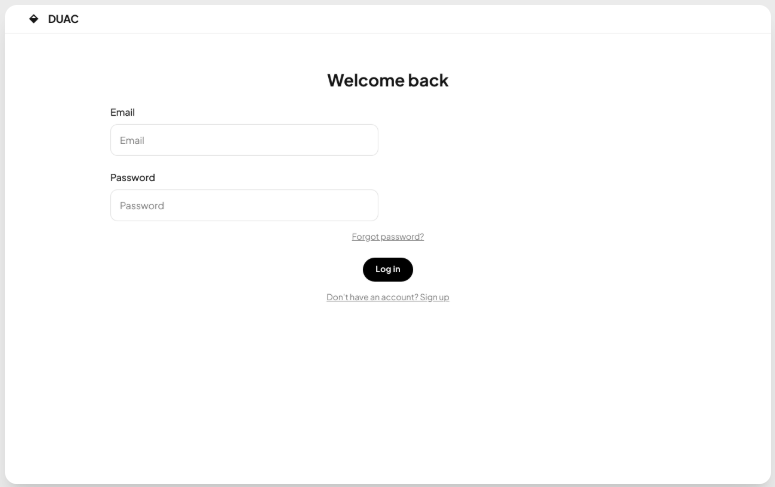 DUAC
Welcome back
Email
Email
Password
Password
Forgot password?
Log in
Don't have an account? Sign up